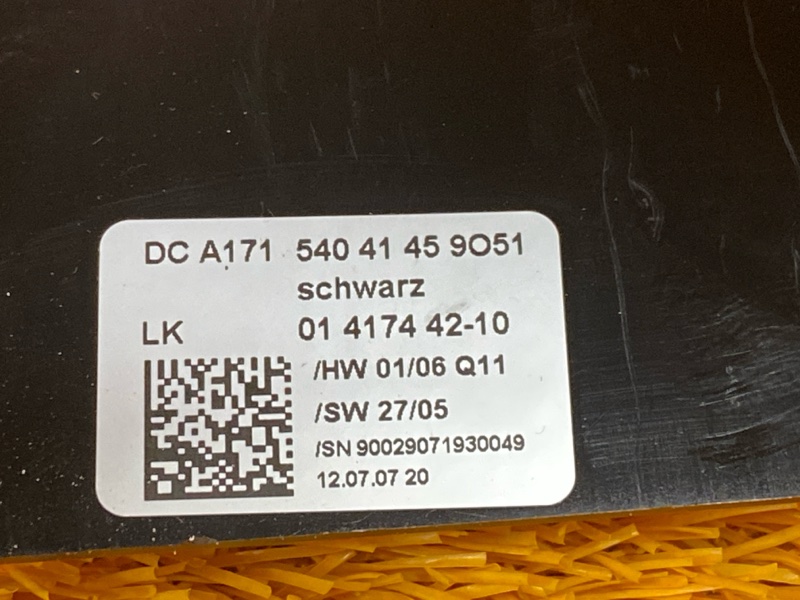 DC A171 540 41 45 9O51
schwarz
LK 01 4174 42-10
/HW 01/06 Q11
/SW 27/05
/SN 90029071930049
12.07.07 20